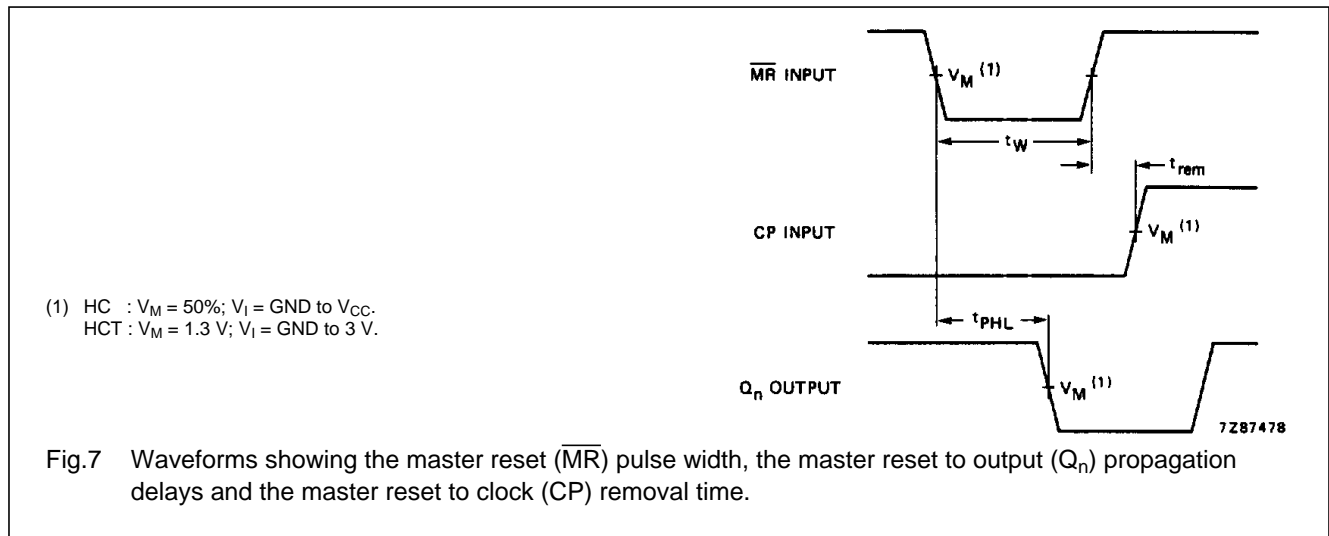 M̅R̅ INPUT
V_M (1)
t_W
t_rem
CP INPUT
V_M (1)
(1) HC : V_M = 50%; V_I = GND to V_CC.
HCT : V_M = 1.3 V; V_I = GND to 3 V.
t_PHL
Q_n OUTPUT
V_M (1)
7Z87478
Fig.7 Waveforms showing the master reset (M̅R̅) pulse width, the master reset to output (Q_n) propagation
delays and the master reset to clock (CP) removal time.